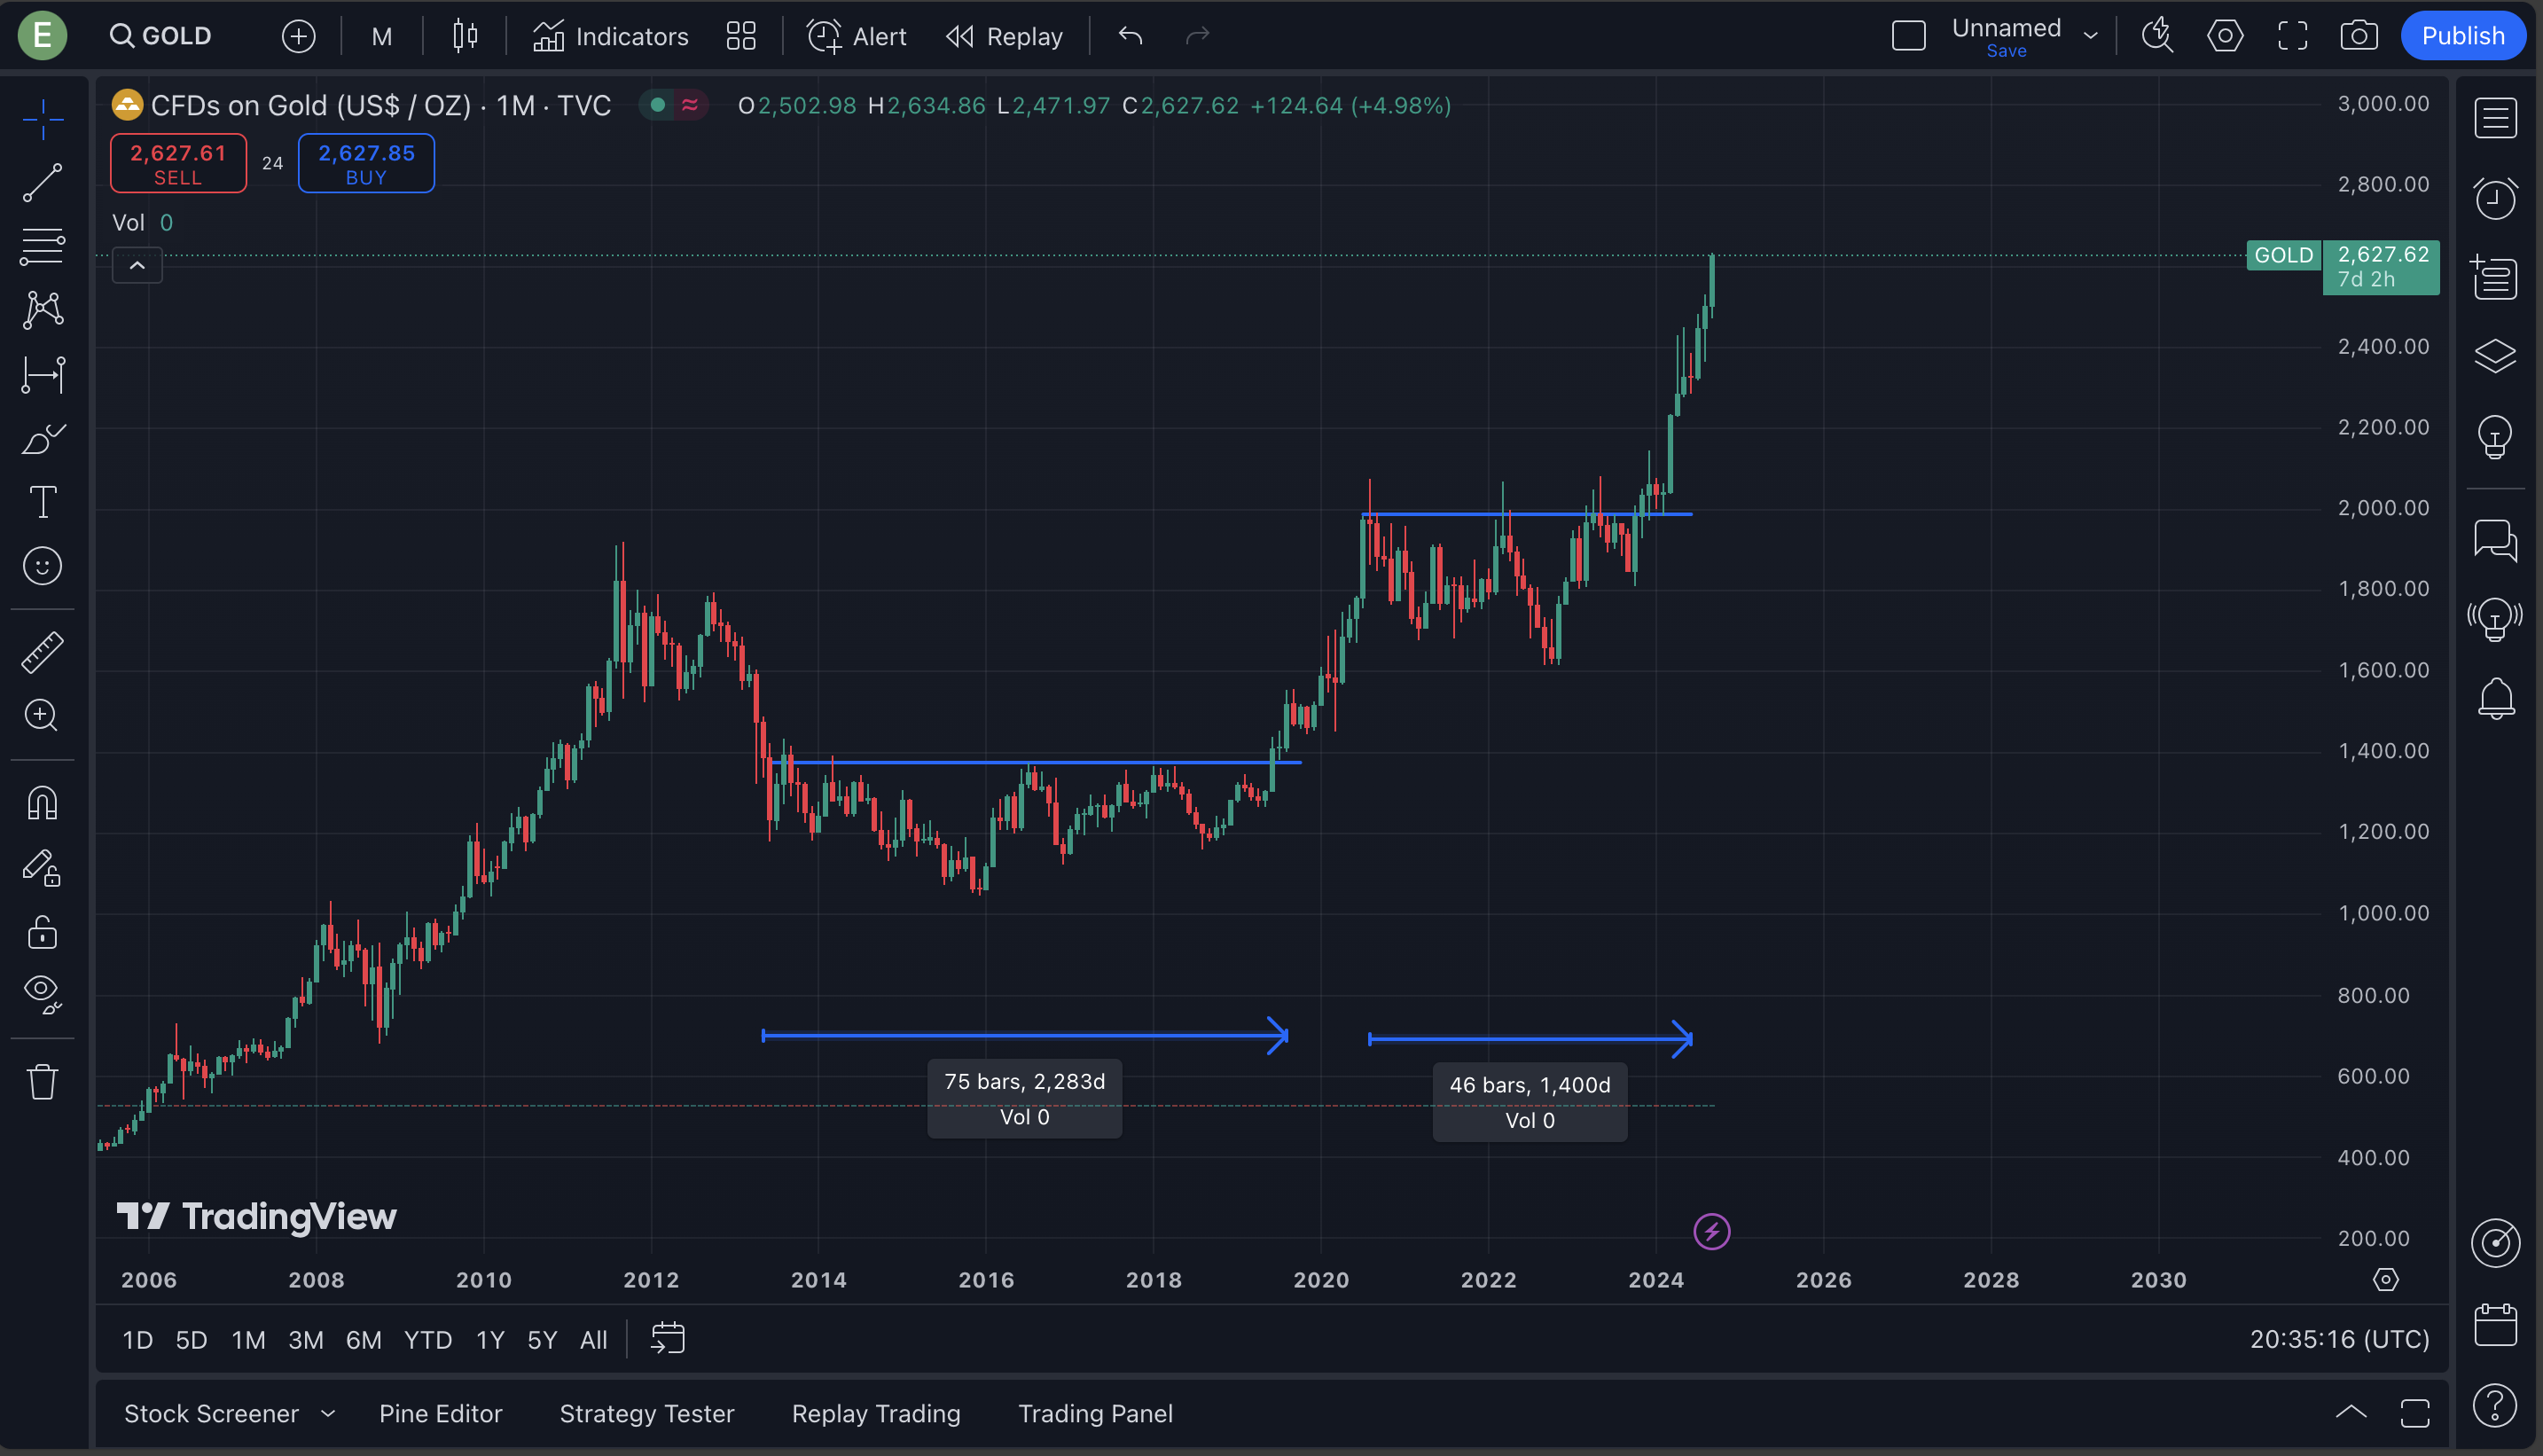 E
GOLD
M
Indicators
Alert
Replay
Unnamed
Save
Publish
CFDs on Gold (US$ / OZ) · 1M · TVC
O2,502.98 H2,634.86 L2,471.97 C2,627.62 +124.64 (+4.98%)
2,627.61
SELL
24
2,627.85
BUY
Vol 0
3,000.00
2,800.00
GOLD
2,627.62
7d 2h
2,400.00
2,200.00
2,000.00
1,800.00
1,600.00
1,400.00
1,200.00
1,000.00
800.00
600.00
400.00
200.00
75 bars, 2,283d
Vol 0
46 bars, 1,400d
Vol 0
TradingView
2006 2008 2010 2012 2014 2016 2018 2020 2022 2024 2026 2028 2030
1D 5D 1M 3M 6M YTD 1Y 5Y All
20:35:16 (UTC)
Stock Screener
Pine Editor
Strategy Tester
Replay Trading
Trading Panel